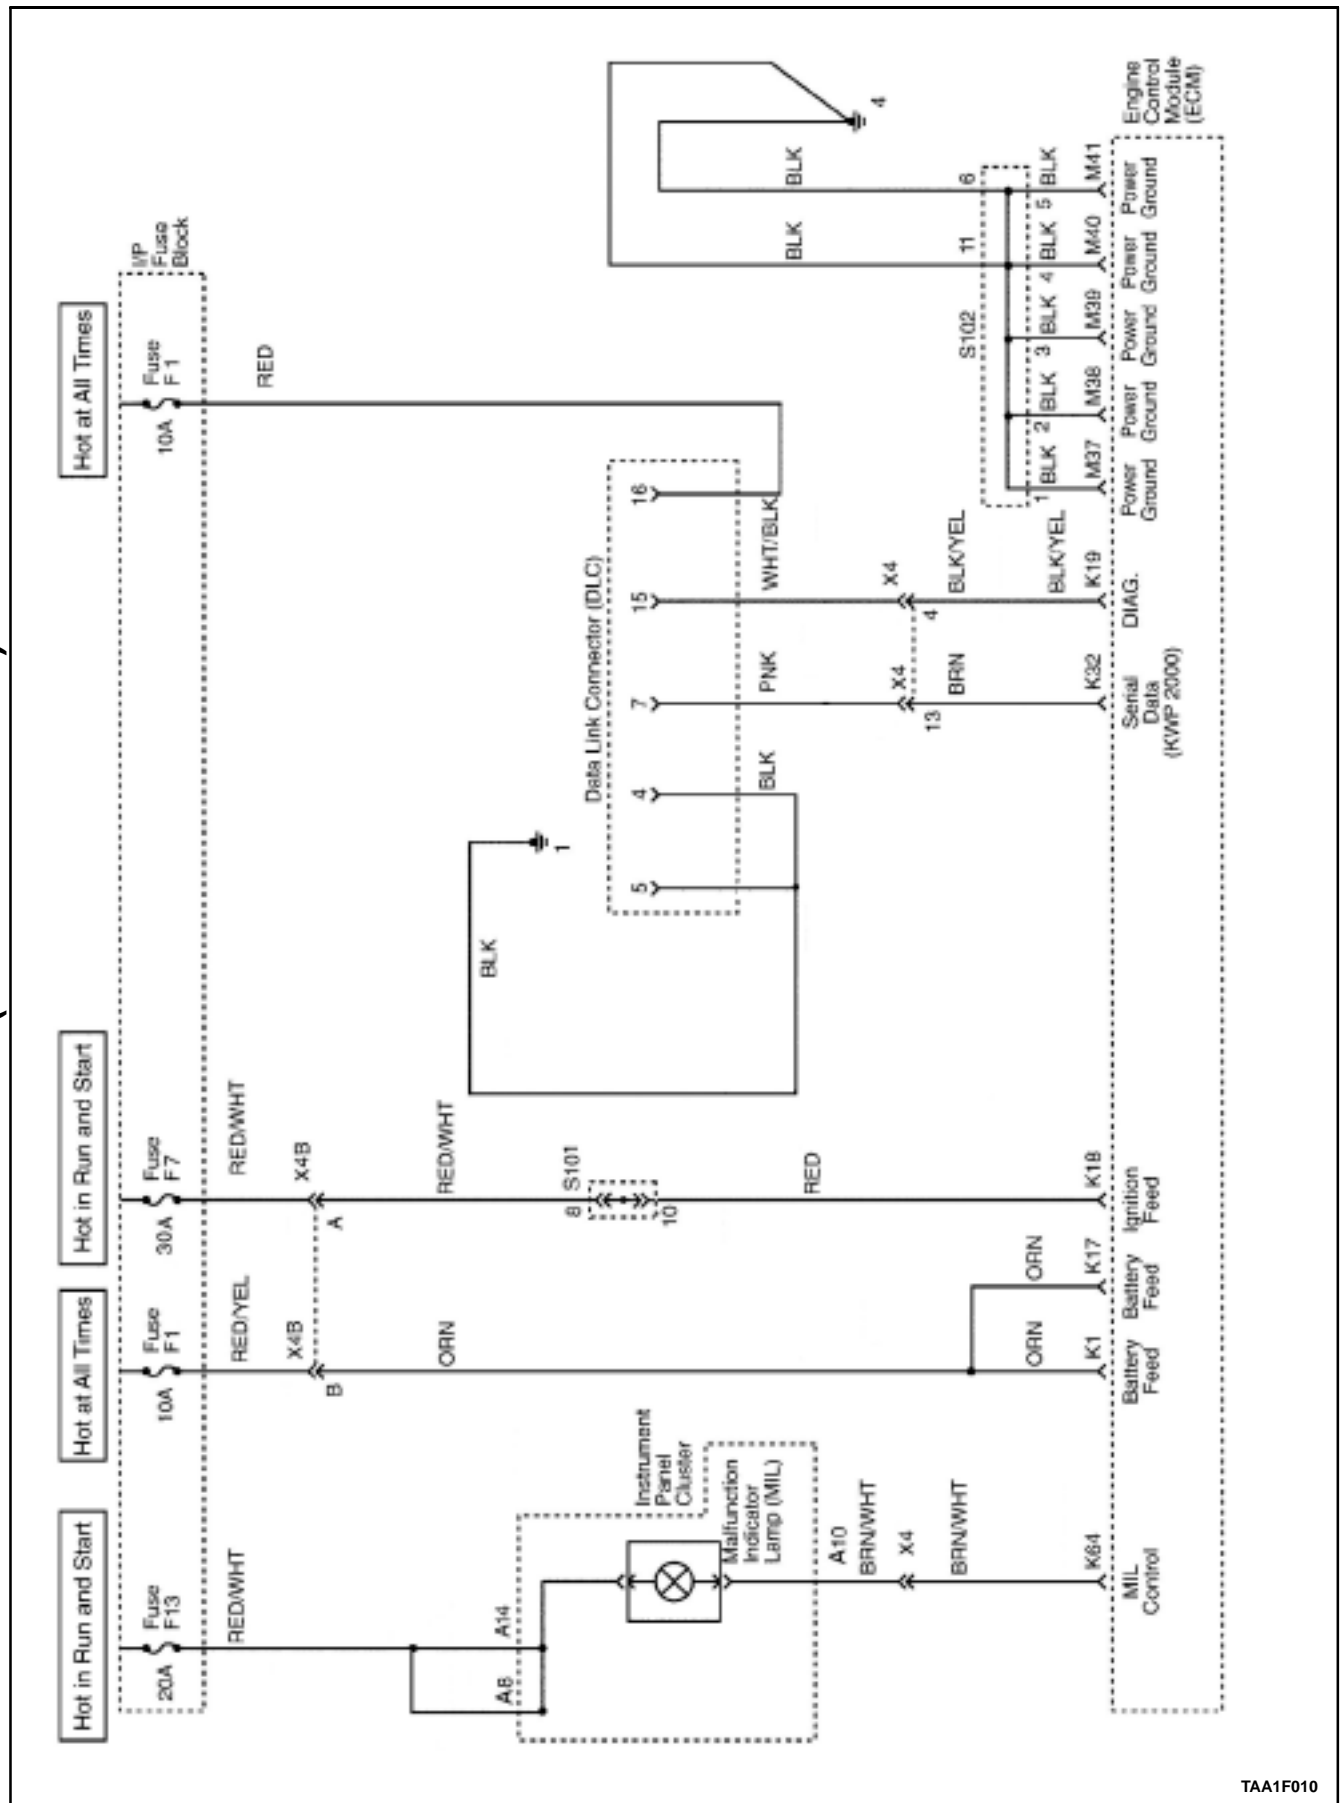 Hot in Run and Start
Hot at All Times
Hot in Run and Start
Hot at All Times
20A
Fuse
F13
10A
Fuse
F1
30A
Fuse
F7
10A
Fuse
F 1
I/P
Fuse
Block
RED/WHT
RED/YEL
RED/WHT
RED
X4B
X4B
B
A
ORN
RED/WHT
BLK
1
A8
A14
8
S101
10
Data Link Connector (DLC)
5
4
7
15
16
Instrument
Panel
Cluster
Malfunction
Indicator
Lamp (MIL)
RED
BLK
PNK
WHT/BLK
BLK
BLK
4
A10
BRN/WHT
X4
X4
X4
13
4
BRN/WHT
BRN
BLK/YEL
S102
11
6
ORN
ORN
BLK/YEL
1
BLK
2
BLK
3
BLK
4
BLK
5
BLK
K64
K1
K17
K18
K32
K19
M37
M38
M39
M40
M41
MIL
Control
Battery
Feed
Battery
Feed
Ignition
Feed
Serial
Data
(KWP 2000)
DIAG.
Power
Ground
Power
Ground
Power
Ground
Power
Ground
Power
Ground
Engine
Control
Module
(ECM)
TAA1F010